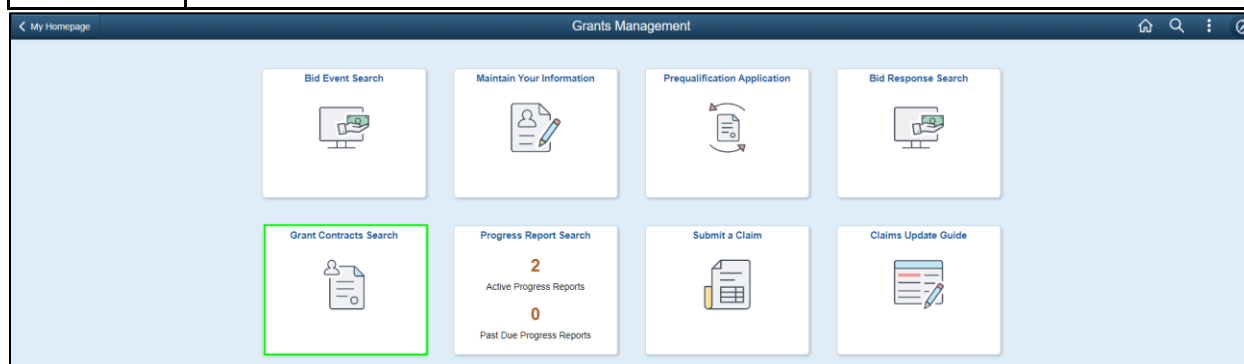 My Homepage
Grants Management
Bid Event Search
Maintain Your Information
Prequalification Application
Bid Response Search
Grant Contracts Search
Progress Report Search
2
Active Progress Reports
0
Past Due Progress Reports
Submit a Claim
Claims Update Guide